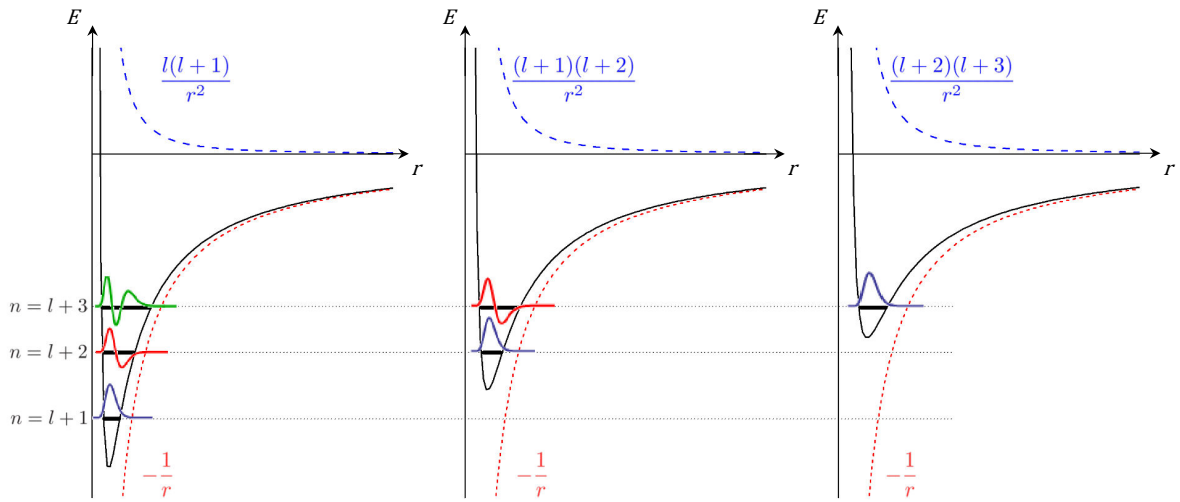 E
E
E
l(l+1)/r²
(l+1)(l+2)/r²
(l+2)(l+3)/r²
r
r
r
n = l + 3
n = l + 2
n = l + 1
−1/r
−1/r
−1/r